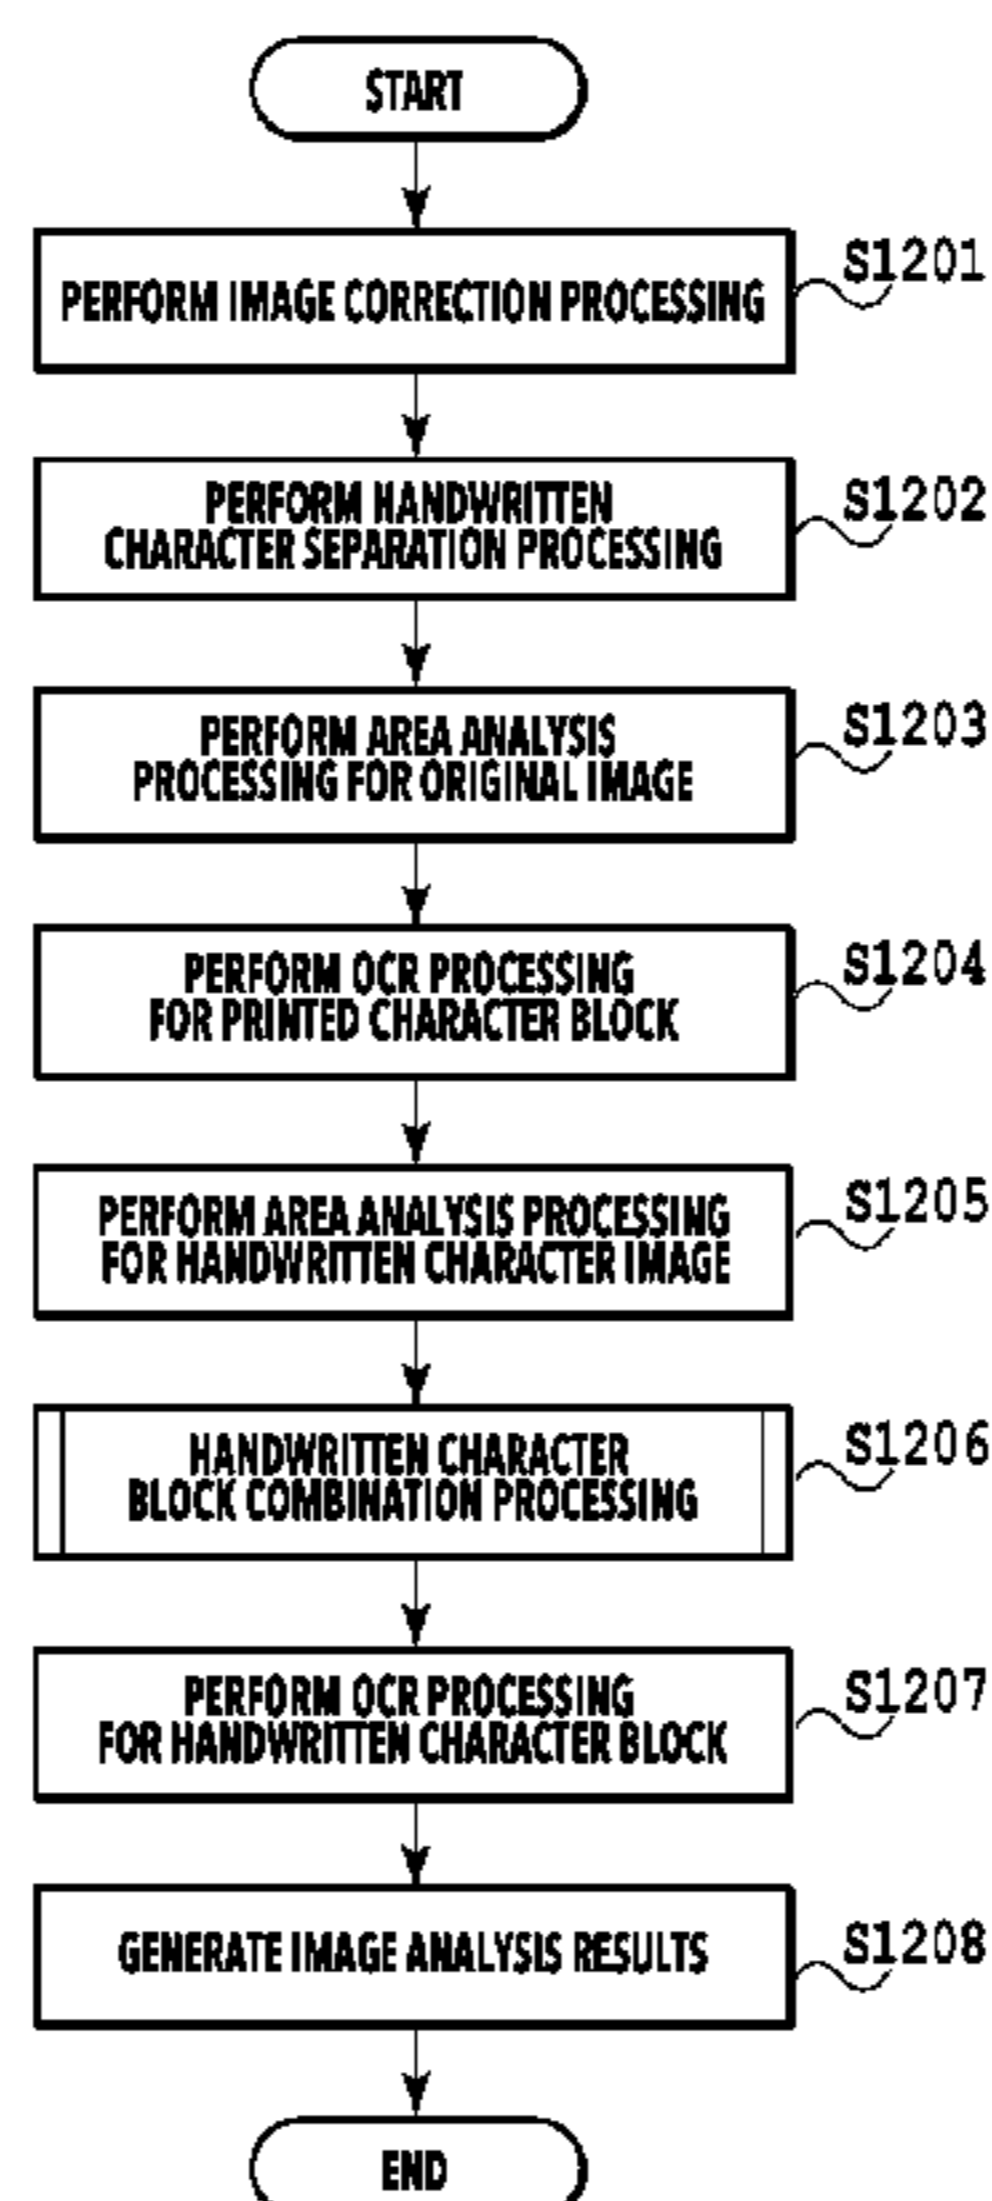 START
PERFORM IMAGE CORRECTION PROCESSING
S1201
PERFORM HANDWRITTEN
CHARACTER SEPARATION PROCESSING
S1202
PERFORM AREA ANALYSIS
PROCESSING FOR ORIGINAL IMAGE
S1203
PERFORM OCR PROCESSING
FOR PRINTED CHARACTER BLOCK
S1204
PERFORM AREA ANALYSIS PROCESSING
FOR HANDWRITTEN CHARACTER IMAGE
S1205
HANDWRITTEN CHARACTER
BLOCK COMBINATION PROCESSING
S1206
PERFORM OCR PROCESSING
FOR HANDWRITTEN CHARACTER BLOCK
S1207
GENERATE IMAGE ANALYSIS RESULTS
S1208
END